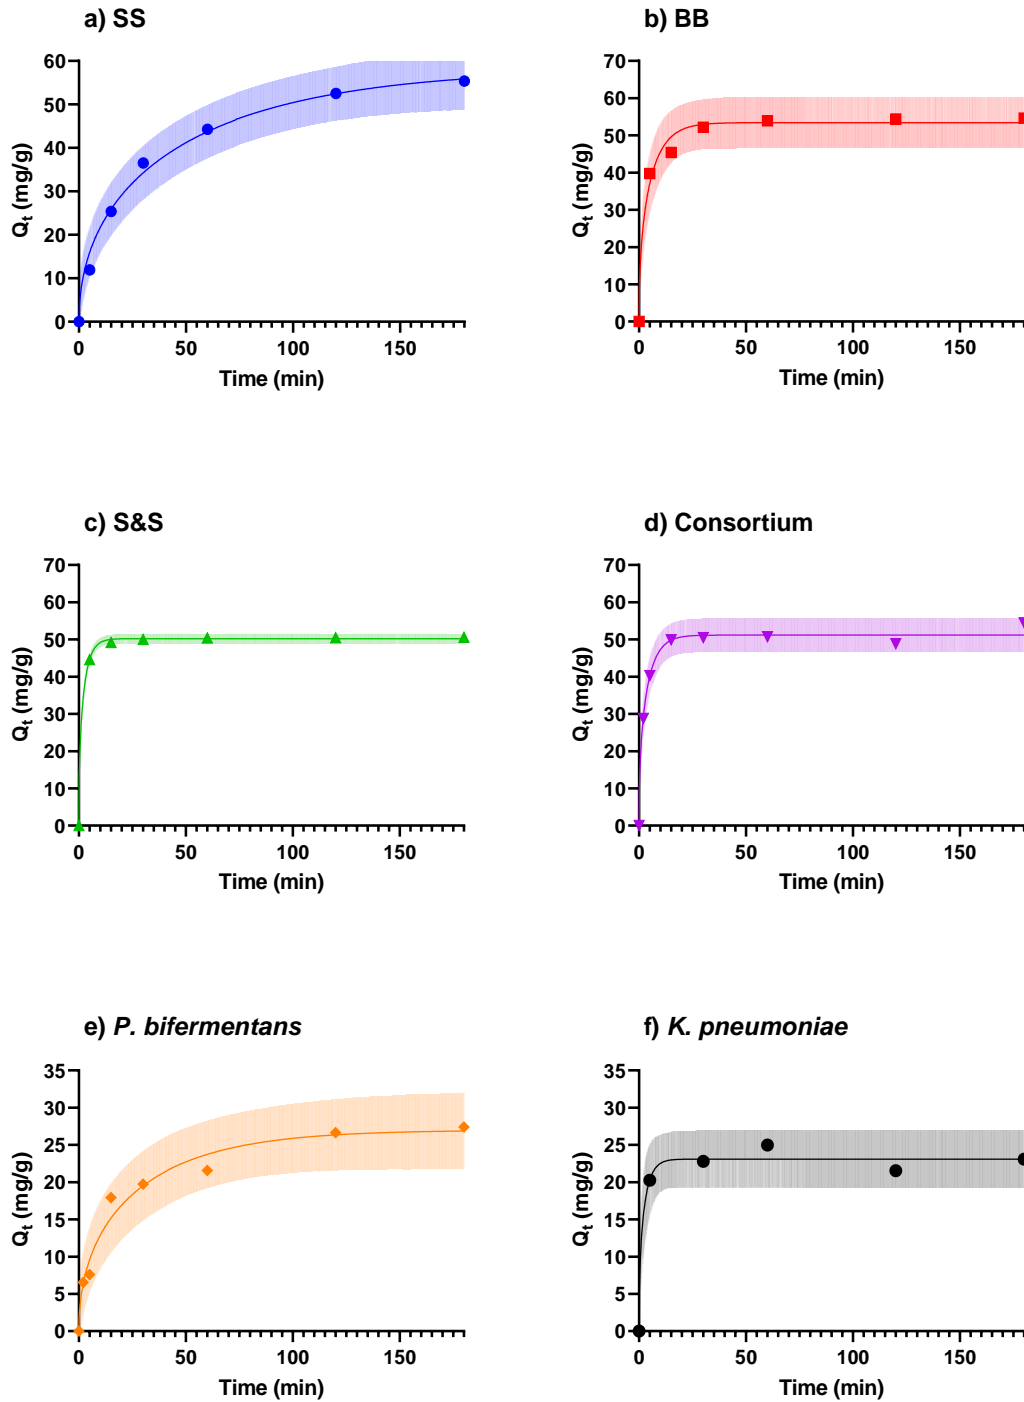 a) SS
60
50
40
30
20
10
0
Qt (mg/g)
0 50 100 150
Time (min)
b) BB
70
60
50
40
30
20
10
0
Qt (mg/g)
0 50 100 150
Time (min)
c) S&S
70
60
50
40
30
20
10
0
Qt (mg/g)
0 50 100 150
Time (min)
d) Consortium
70
60
50
40
30
20
10
0
Qt (mg/g)
0 50 100 150
Time (min)
e) P. bifermentans
35
30
25
20
15
10
5
0
Qt (mg/g)
0 50 100 150
Time (min)
f) K. pneumoniae
35
30
25
20
15
10
5
0
Qt (mg/g)
0 50 100 150
Time (min)